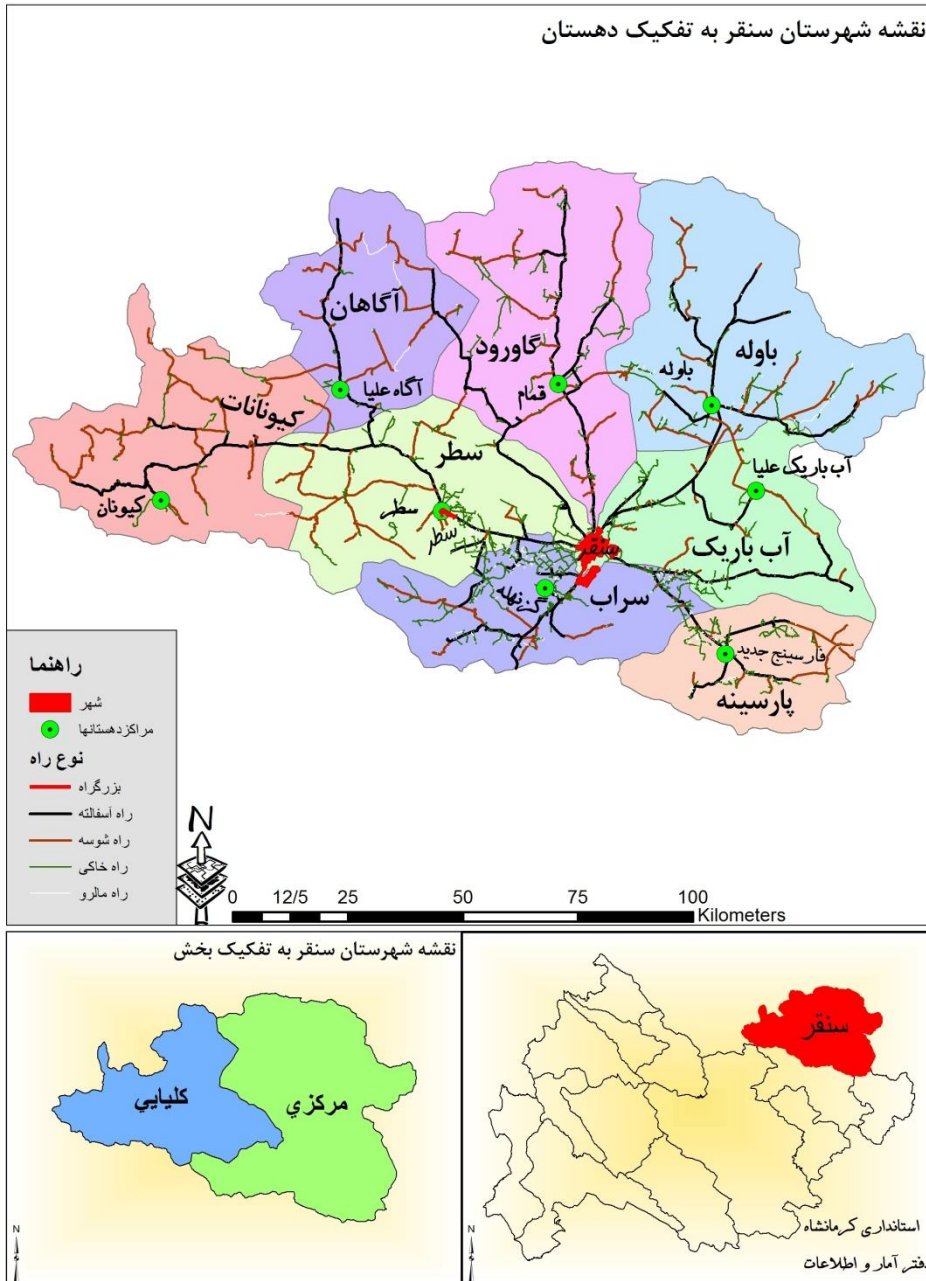 نقشه شهرستان سنقر به تفکیک دهستان
آگاهان
گاورود
باوله
باوله
قمام
آگاه علیا
کیونانات
سطر
آب باریک علیا
کیونان
سطر
سطر
سنقر
آب باریک
سراب
فارسینج جدید
پارسینه
راهنما
شهر
مراکزدهستانها
نوع راه
بزرگراه
راه آسفالته
راه شوسه
راه خاکی
راه مالرو
N
0 12/5 25 50 75 100
Kilometers
نقشه شهرستان سنقر به تفکیک بخش
کلیایي
مرکزي
N
سنقر
استانداری کرمانشاه
دفتر آمار و اطلاعات
N